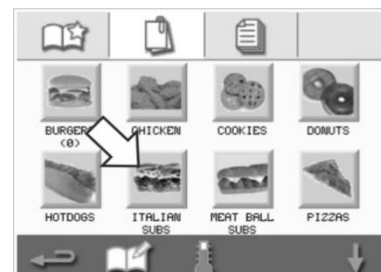 BURGERS CHICKEN COOKIES DONUTS
(0)
HOTDOGS ITALIAN MEAT BALL PIZZAS
SUBS SUBS